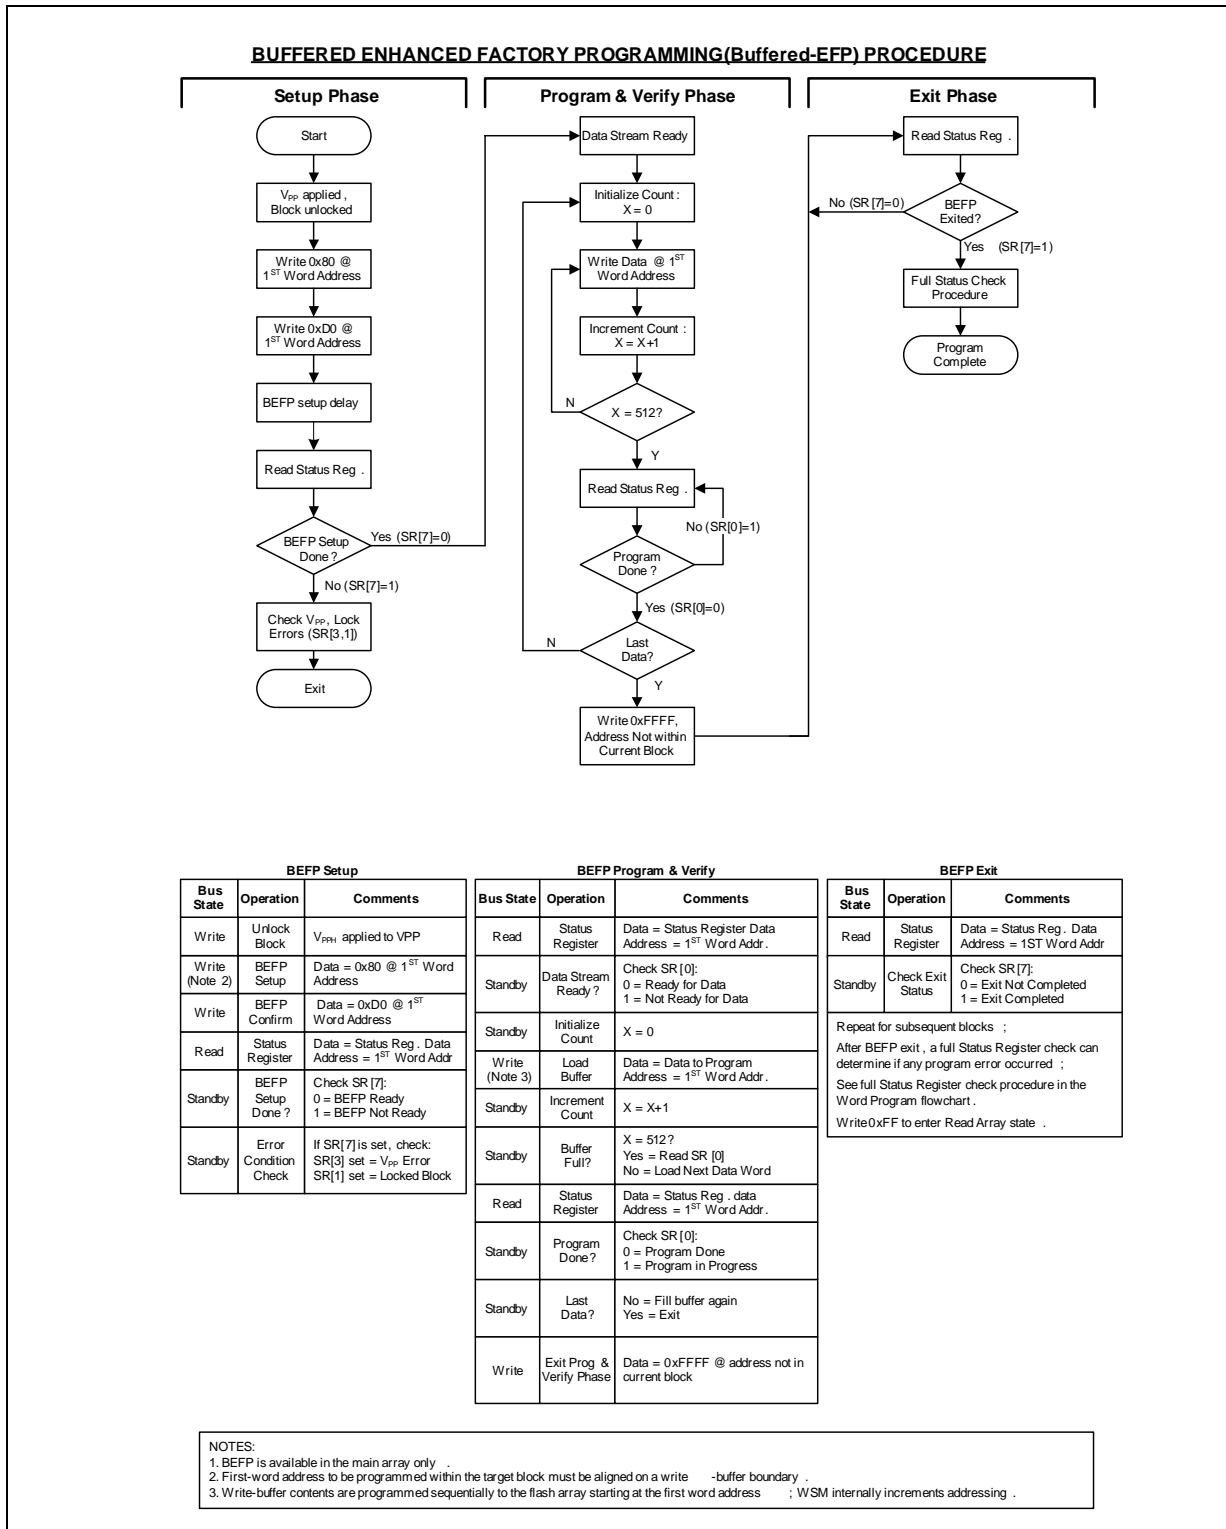 BUFFERED ENHANCED FACTORY PROGRAMMING(Buffered-EFP) PROCEDURE
Setup Phase
Start
VPP applied ,
Block unlocked
Write 0x80 @
1ST Word Address
Write 0xD0 @
1ST Word Address
BEFP setup delay
Read Status Reg .
BEFP Setup
Done ?
Yes (SR[7]=0)
No (SR[7]=1)
Check VPP, Lock
Errors (SR[3,1])
Exit
Program & Verify Phase
Data Stream Ready
Initialize Count :
X = 0
Write Data @ 1ST
Word Address
Increment Count :
X = X+1
N
X = 512?
Y
Read Status Reg .
No (SR[0]=1)
Program
Done ?
Yes (SR[0]=0)
N
Last
Data?
Y
Write 0xFFFF,
Address Not within
Current Block
Exit Phase
Read Status Reg .
No (SR[7]=0)
BEFP
Exited?
Yes (SR[7]=1)
Full Status Check
Procedure
Program
Complete
BEFP Setup
Bus State Operation Comments
Write Unlock Block VPPH applied to VPP
Write (Note 2) BEFP Setup Data = 0x80 @ 1ST Word Address
Write BEFP Confirm Data = 0xD0 @ 1ST Word Address
Read Status Register Data = Status Reg . Data Address = 1ST Word Addr
Standby BEFP Setup Done ? Check SR[7]: 0 = BEFP Ready 1 = BEFP Not Ready
Standby Error Condition Check If SR[7] is set , check: SR[3] set = VPP Error SR[1] set = Locked Block
BEFP Program & Verify
Bus State Operation Comments
Read Status Register Data = Status Register Data Address = 1ST Word Addr.
Standby Data Stream Ready ? Check SR [0]: 0 = Ready for Data 1 = Not Ready for Data
Standby Initialize Count X = 0
Write (Note 3) Load Buffer Data = Data to Program Address = 1ST Word Addr.
Standby Increment Count X = X+1
Standby Buffer Full? X = 512? Yes = Read SR [0] No = Load Next Data Word
Read Status Register Data = Status Reg . data Address = 1ST Word Addr .
Standby Program Done ? Check SR [0]: 0 = Program Done 1 = Program in Progress
Standby Last Data? No = Fill buffer again Yes = Exit
Write Exit Prog & Verify Phase Data = 0xFFFF @ address not in current block
BEFP Exit
Bus State Operation Comments
Read Status Register Data = Status Reg . Data Address = 1ST Word Addr
Standby Check Exit Status Check SR[7]: 0 = Exit Not Completed 1 = Exit Completed
Repeat for subsequent blocks ;
After BEFP exit , a full Status Register check can
determine if any program error occurred ;
See full Status Register check procedure in the
Word Program flowchart .
Write 0xFF to enter Read Array state .
NOTES:
1. BEFP is available in the main array only .
2. First-word address to be programmed within the target block must be aligned on a write -buffer boundary .
3. Write-buffer contents are programmed sequentially to the flash array starting at the first word address ; WSM internally increments addressing .